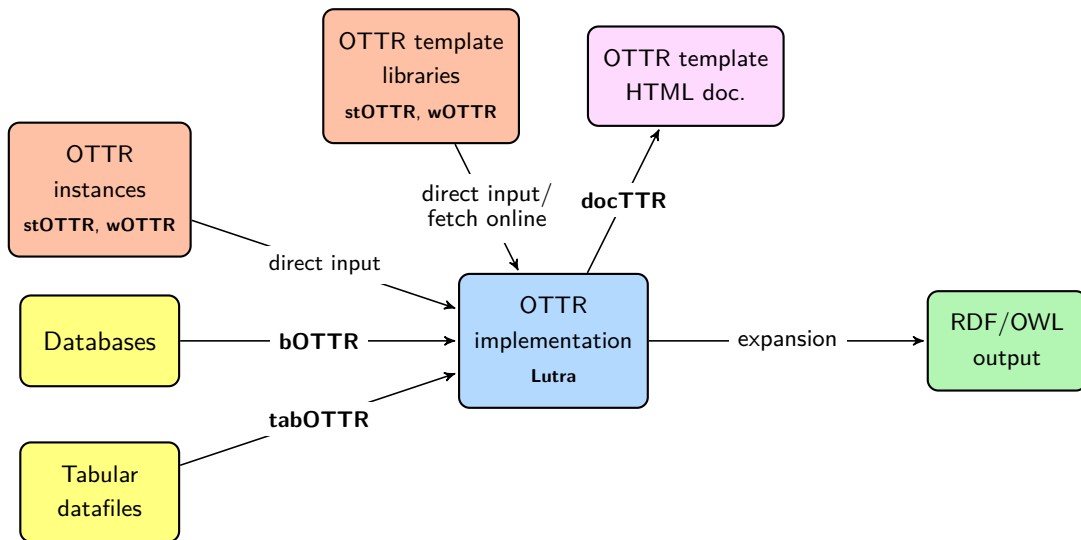 OTTR template
libraries
stOTTR, wOTTR
OTTR template
HTML doc.
OTTR
instances
stOTTR, wOTTR
direct input/
fetch online
docTTR
direct input
Databases
bOTTR
OTTR
implementation
Lutra
expansion
RDF/OWL
output
tabOTTR
Tabular
datafiles